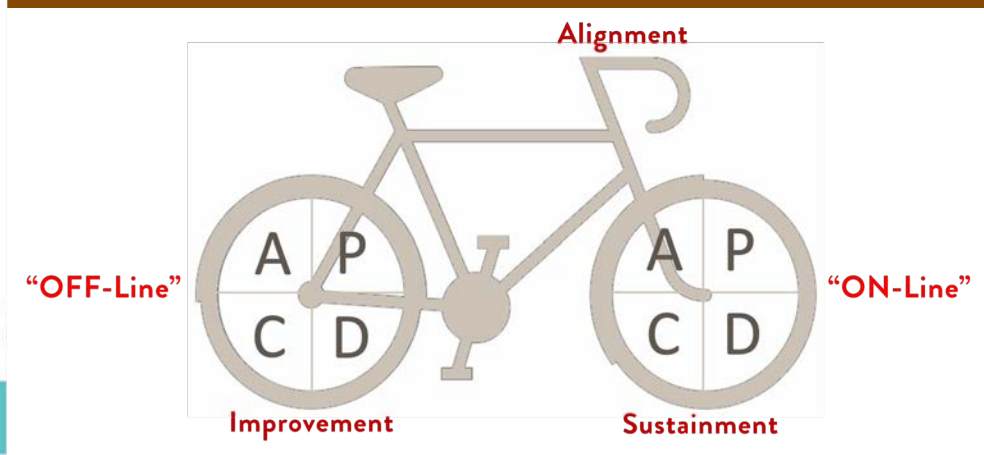 Alignment
A P A P
“OFF-Line” “ON-Line”
C D C D
Improvement Sustainment